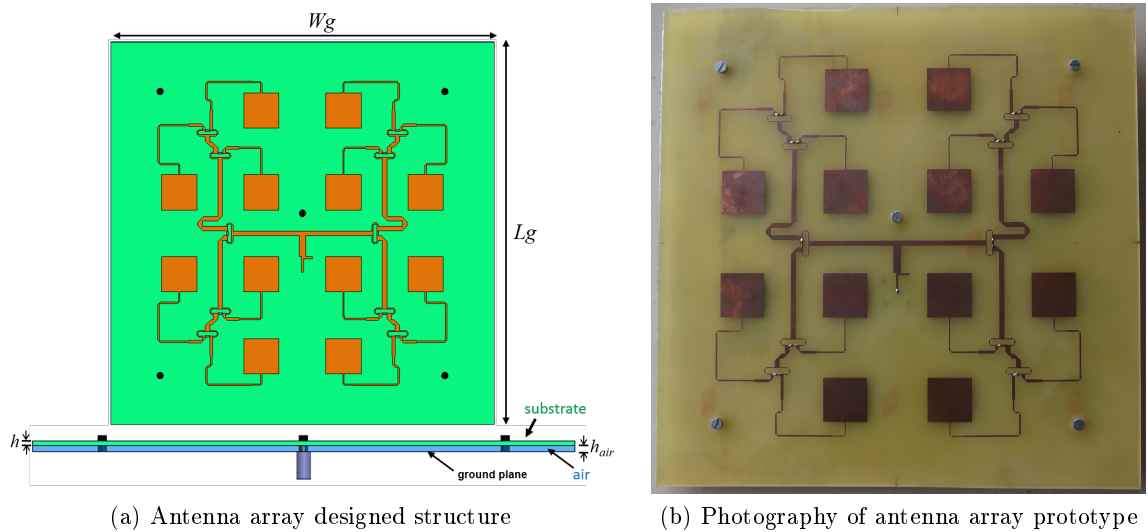 Wg
Lg
substrate
h
h_air
ground plane
air
(a) Antenna array designed structure
(b) Photography of antenna array prototype